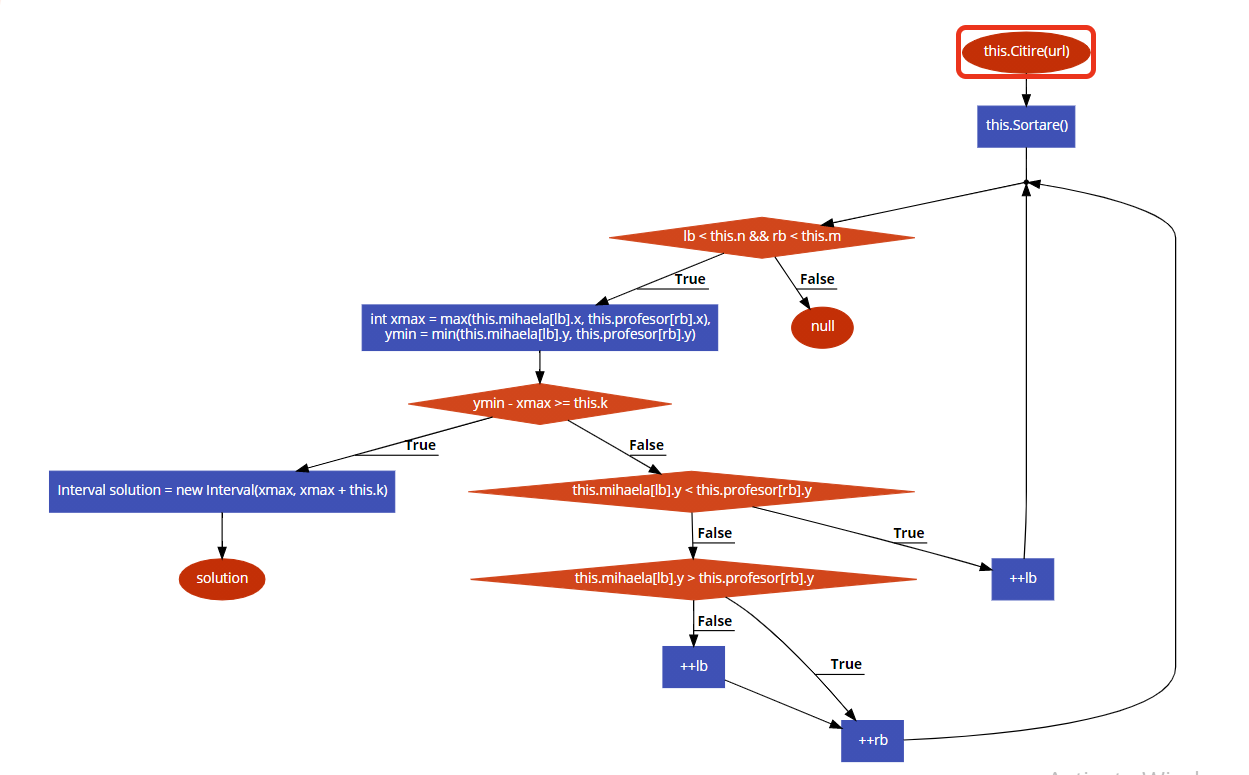 this.Citire(url)
this.Sortare()
lb < this.n && rb < this.m
True
False
int xmax = max(this.mihaela[lb].x, this.profesor[rb].x),
ymin = min(this.mihaela[lb].y, this.profesor[rb].y)
null
ymin - xmax >= this.k
True
False
Interval solution = new Interval(xmax, xmax + this.k)
this.mihaela[lb].y < this.profesor[rb].y
False
True
solution
this.mihaela[lb].y > this.profesor[rb].y
++lb
False
True
++lb
++rb